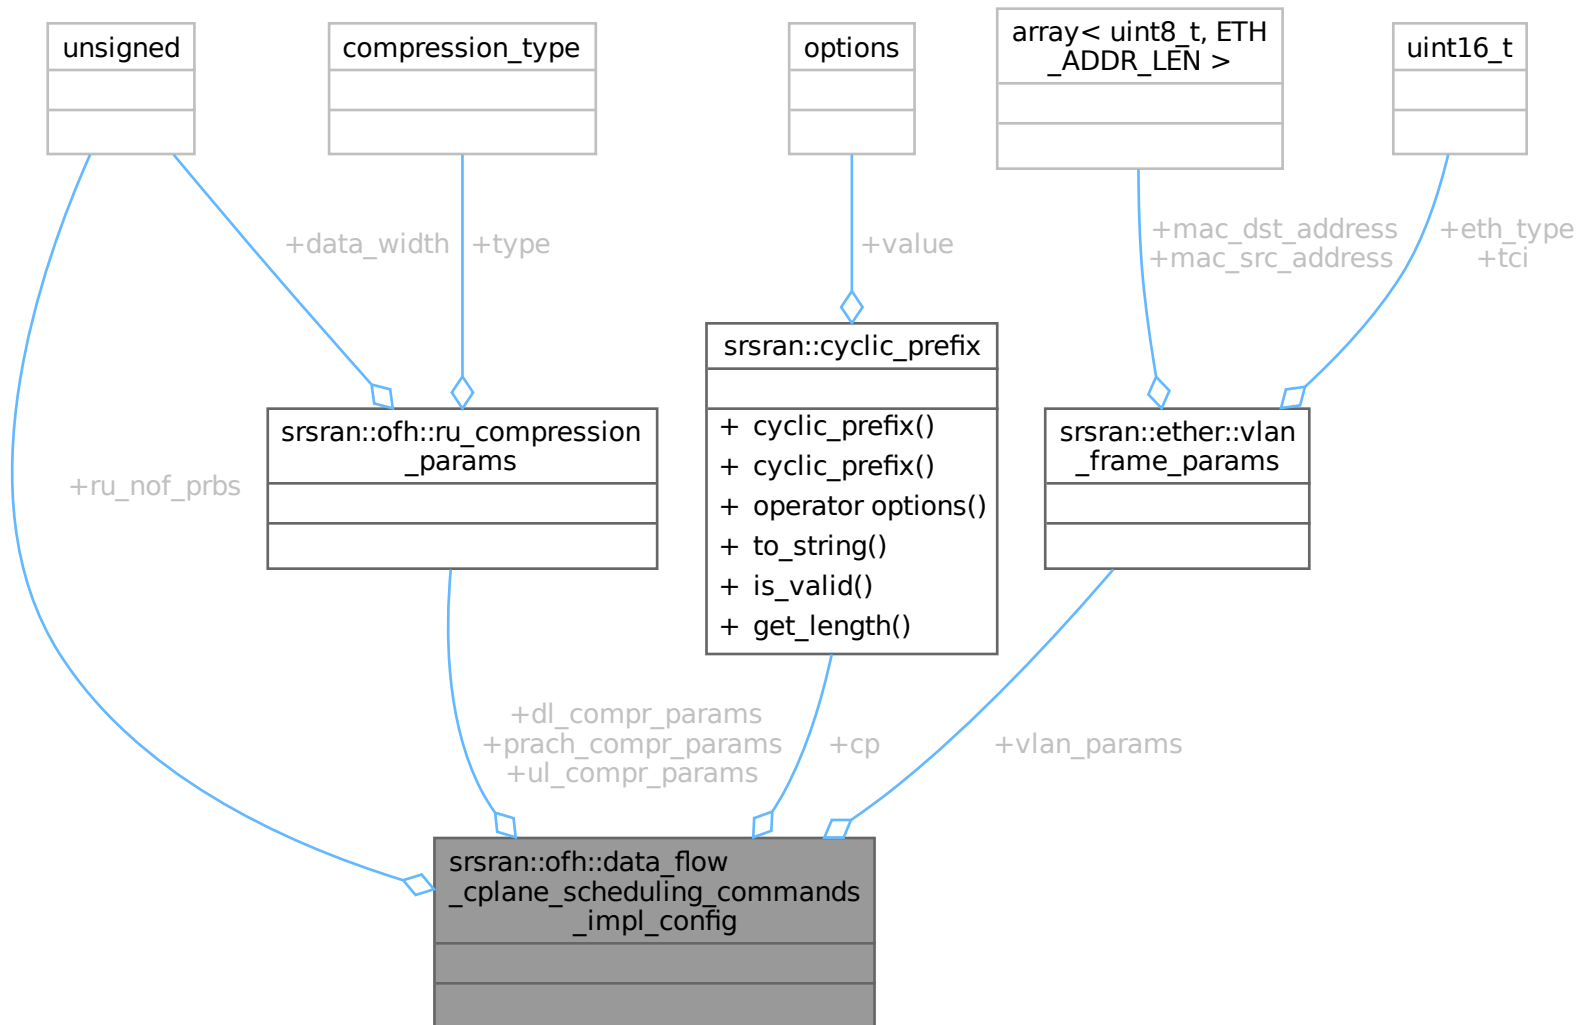 unsigned
compression_type
options
array< uint8_t, ETH
_ADDR_LEN >
uint16_t
+data_width
+type
+value
+mac_dst_address
+mac_src_address
+eth_type
+tci
srsran::cyclic_prefix
+ cyclic_prefix()
+ cyclic_prefix()
+ operator options()
+ to_string()
+ is_valid()
+ get_length()
srsran::ofh::ru_compression
_params
srsran::ether::vlan
_frame_params
+ru_nof_prbs
+dl_compr_params
+prach_compr_params
+ul_compr_params
+cp
+vlan_params
srsran::ofh::data_flow
_cplane_scheduling_commands
_impl_config